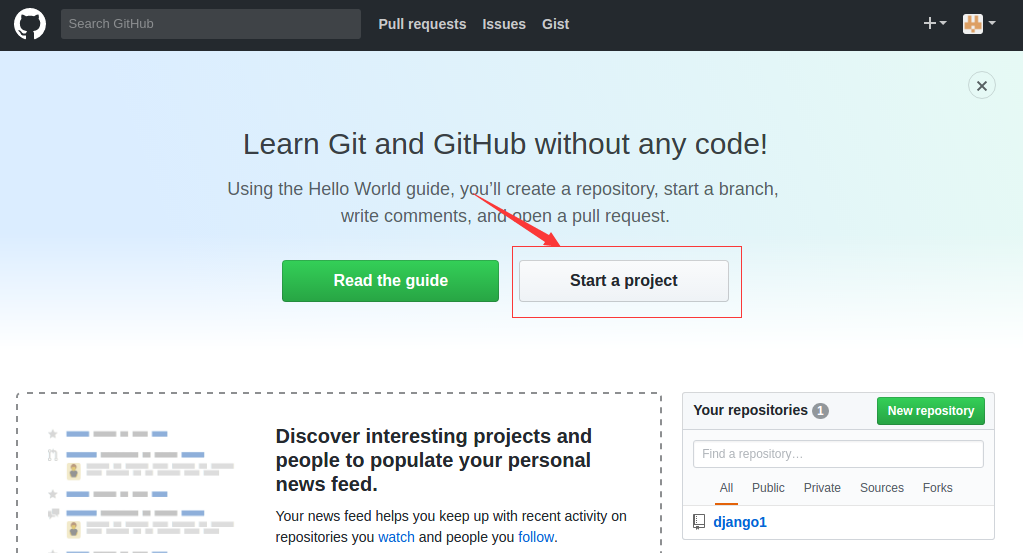 Search GitHub Pull requests Issues Gist
Learn Git and GitHub without any code!
Using the Hello World guide, you’ll create a repository, start a branch,
write comments, and open a pull request.
Read the guide Start a project
Your repositories 1 New repository
Find a repository…
All Public Private Sources Forks
django1
Discover interesting projects and
people to populate your personal
news feed.
Your news feed helps you keep up with recent activity on
repositories you watch and people you follow.